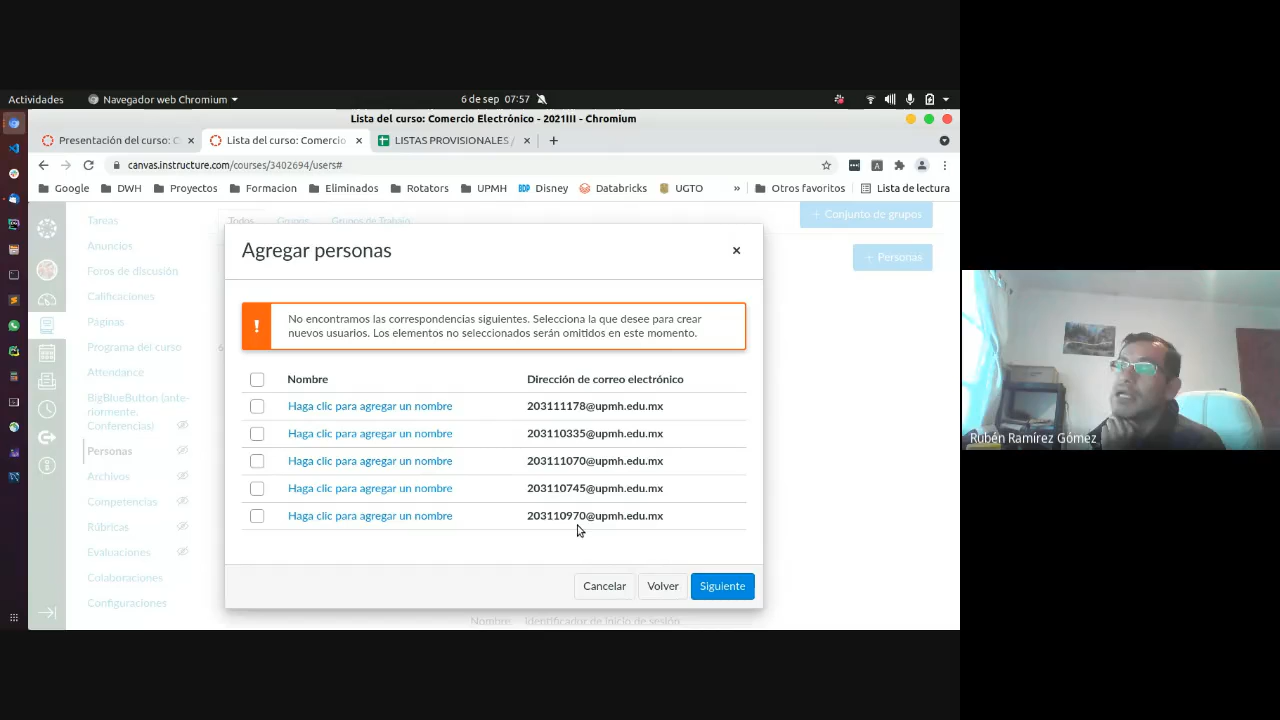 Actividades
Navegador web Chromium
6 de sep 07:57
Lista del curso: Comercio Electrónico - 2021III - Chromium
Presentación del curso: C
Lista del curso: Comercio
LISTAS PROVISIONALES /
canvas.instructure.com/courses/3402694/users#
Google
DWH
Proyectos
Formacion
Eliminados
Rotators
UPMH
Disney
Databricks
UGTO
»
Otros favoritos
Lista de lectura
Tareas
Anuncios
Foros de discusión
Calificaciones
Páginas
Programa del curso
Attendance
BigBlueButton (ante-
riormente,
Conferencias)
Personas
Archivos
Competencias
Rúbricas
Evaluaciones
Colaboraciones
Configuraciones
Todos
Grupos
Grupos de Trabajo
+ Conjunto de grupos
+ Personas
Agregar personas
No encontramos las correspondencias siguientes. Selecciona la que desee para crear
nuevos usuarios. Los elementos no seleccionados serán omitidos en este momento.
Nombre Dirección de correo electrónico
Haga clic para agregar un nombre 203111178@upmh.edu.mx
Haga clic para agregar un nombre 203110335@upmh.edu.mx
Haga clic para agregar un nombre 203111070@upmh.edu.mx
Haga clic para agregar un nombre 203110745@upmh.edu.mx
Haga clic para agregar un nombre 203110970@upmh.edu.mx
Cancelar
Volver
Siguiente
Nombre
Identificador de inicio de sesión
Rubén Ramírez Gómez